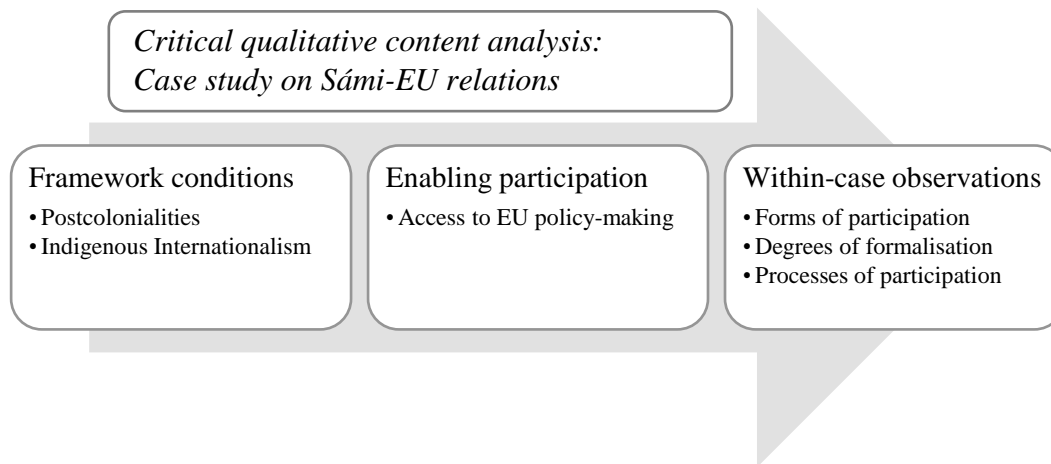 Critical qualitative content analysis:
Case study on Sámi-EU relations
Framework conditions
• Postcolonialities
• Indigenous Internationalism
Enabling participation
• Access to EU policy-making
Within-case observations
• Forms of participation
• Degrees of formalisation
• Processes of participation